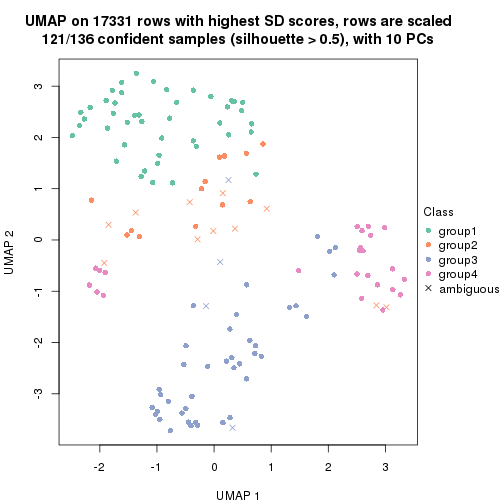 UMAP on 17331 rows with highest SD scores, rows are scaled
121/136 confident samples (silhouette > 0.5), with 10 PCs
3
2
1
0
-1
-2
-3
UMAP 2
-2
-1
0
1
2
3
UMAP 1
Class
group1
group2
group3
group4
ambiguous